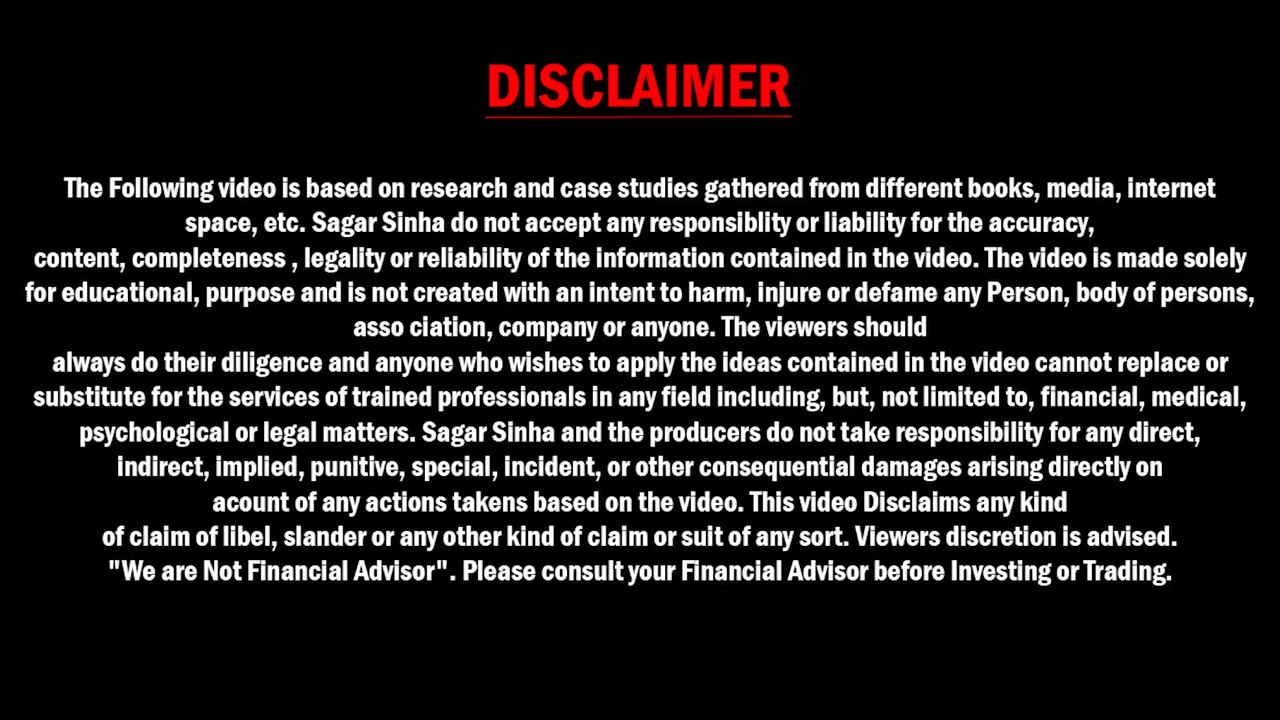 DISCLAIMER
The Following video is based on research and case studies gathered from different books, media, internet
space, etc. Sagar Sinha do not accept any responsiblity or liability for the accuracy,
content, completeness , legality or reliability of the information contained in the video. The video is made solely
for educational, purpose and is not created with an intent to harm, injure or defame any Person, body of persons,
asso ciation, company or anyone. The viewers should
always do their diligence and anyone who wishes to apply the ideas contained in the video cannot replace or
substitute for the services of trained professionals in any field including, but, not limited to, financial, medical,
psychological or legal matters. Sagar Sinha and the producers do not take responsibility for any direct,
indirect, implied, punitive, special, incident, or other consequential damages arising directly on
acount of any actions takens based on the video. This video Disclaims any kind
of claim of libel, slander or any other kind of claim or suit of any sort. Viewers discretion is advised.
"We are Not Financial Advisor". Please consult your Financial Advisor before Investing or Trading.